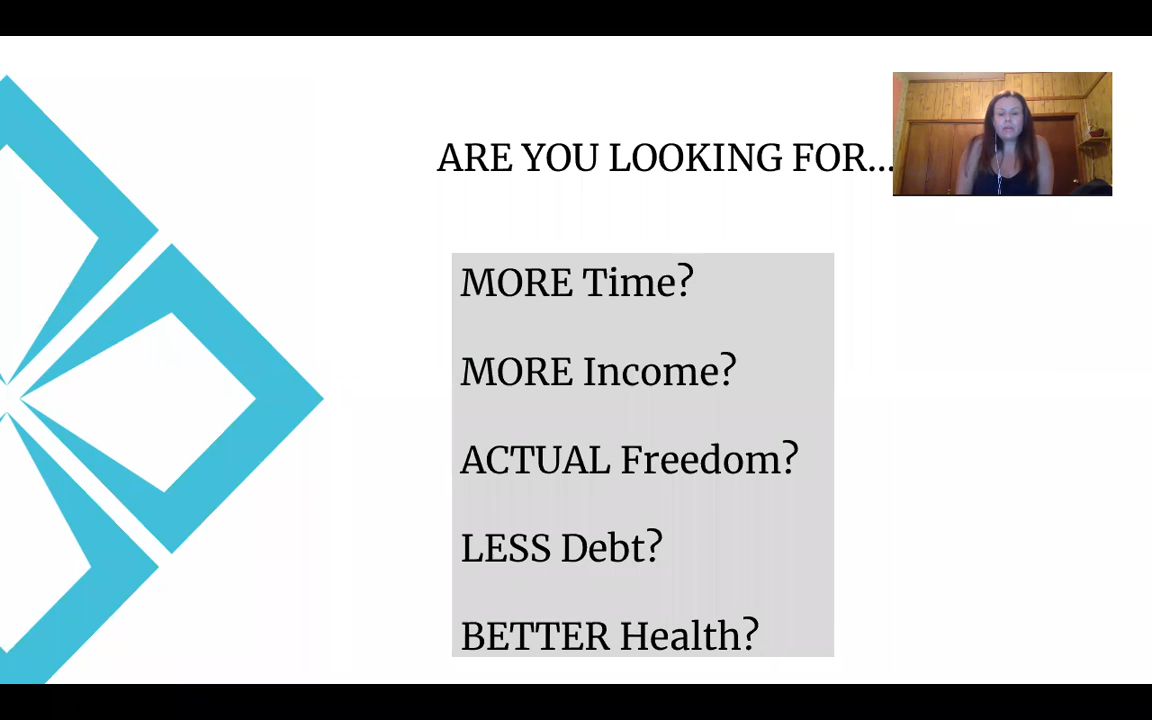 ARE YOU LOOKING FOR...
MORE Time?
MORE Income?
ACTUAL Freedom?
LESS Debt?
BETTER Health?